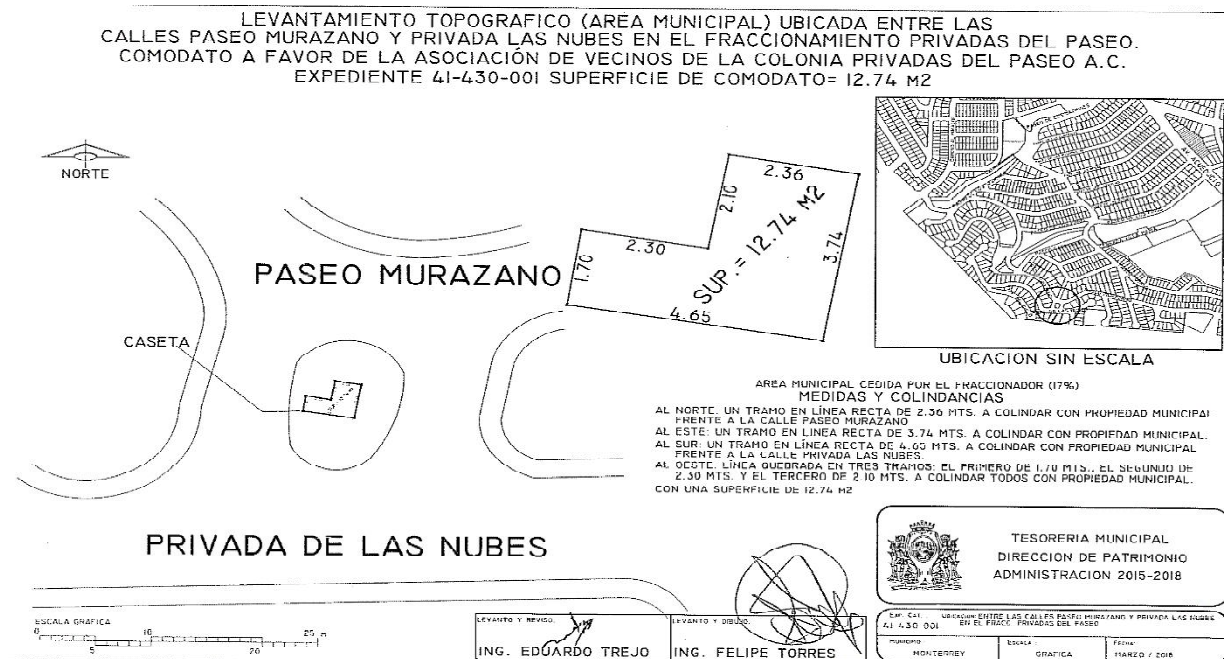 LEVANTAMIENTO TOPOGRAFICO (AREA MUNICIPAL) UBICADA ENTRE LAS
CALLES PASEO MURAZANO Y PRIVADA LAS NUBES EN EL FRACCIONAMIENTO PRIVADAS DEL PASEO.
COMODATO A FAVOR DE LA ASOCIACIÓN DE VECINOS DE LA COLONIA PRIVADAS DEL PASEO A.C.
EXPEDIENTE 41-430-001 SUPERFICIE DE COMODATO= 12.74 M2
NORTE
2.36
2.10
2.30
1.70
3.74
4.65
SUP.= 12.74 M2
PASEO MURAZANO
CASETA
UBICACION SIN ESCALA
AREA MUNICIPAL CEDIDA POR EL FRACCIONADOR (17%)
MEDIDAS Y COLINDANCIAS
AL NORTE. UN TRAMO EN LÍNEA RECTA DE 2.36 MTS. A COLINDAR CON PROPIEDAD MUNICIPAL
FRENTE A LA CALLE PASEO MURAZANO
AL ESTE: UN TRAMO EN LINEA RECTA DE 3.74 MTS. A COLINDAR CON PROPIEDAD MUNICIPAL.
AL SUR: UN TRAMO EN LÍNEA RECTA DE 4.65 MTS. A COLINDAR CON PROPIEDAD MUNICIPAL
FRENTE A LA CALLE PRIVADA LAS NUBES.
AL OESTE. LÍNEA QUEBRADA EN TRES TRAMOS: EL PRIMERO DE 1.70 MTS., EL SEGUNDO DE
2.30 MTS. Y EL TERCERO DE 2.10 MTS. A COLINDAR TODOS CON PROPIEDAD MUNICIPAL.
CON UNA SUPERFICIE DE 12.74 M2
PRIVADA DE LAS NUBES
TESORERIA MUNICIPAL
DIRECCION DE PATRIMONIO
ADMINISTRACION 2015-2018
ESCALA GRAFICA
0 10 25 m
5 20
LEVANTO Y REVISO.
ING. EDUARDO TREJO
LEVANTO Y DIBUJO.
ING. FELIPE TORRES
EXP. CAT.
41 430 001
UBICACION: ENTRE LAS CALLES PASEO MURAZANO Y PRIVADA LAS NUBES
EN EL FRACC. PRIVADAS DEL PASEO
MUNICIPIO:
MONTERREY
ESCALA:
GRAFICA
FECHA:
MARZO / 2018